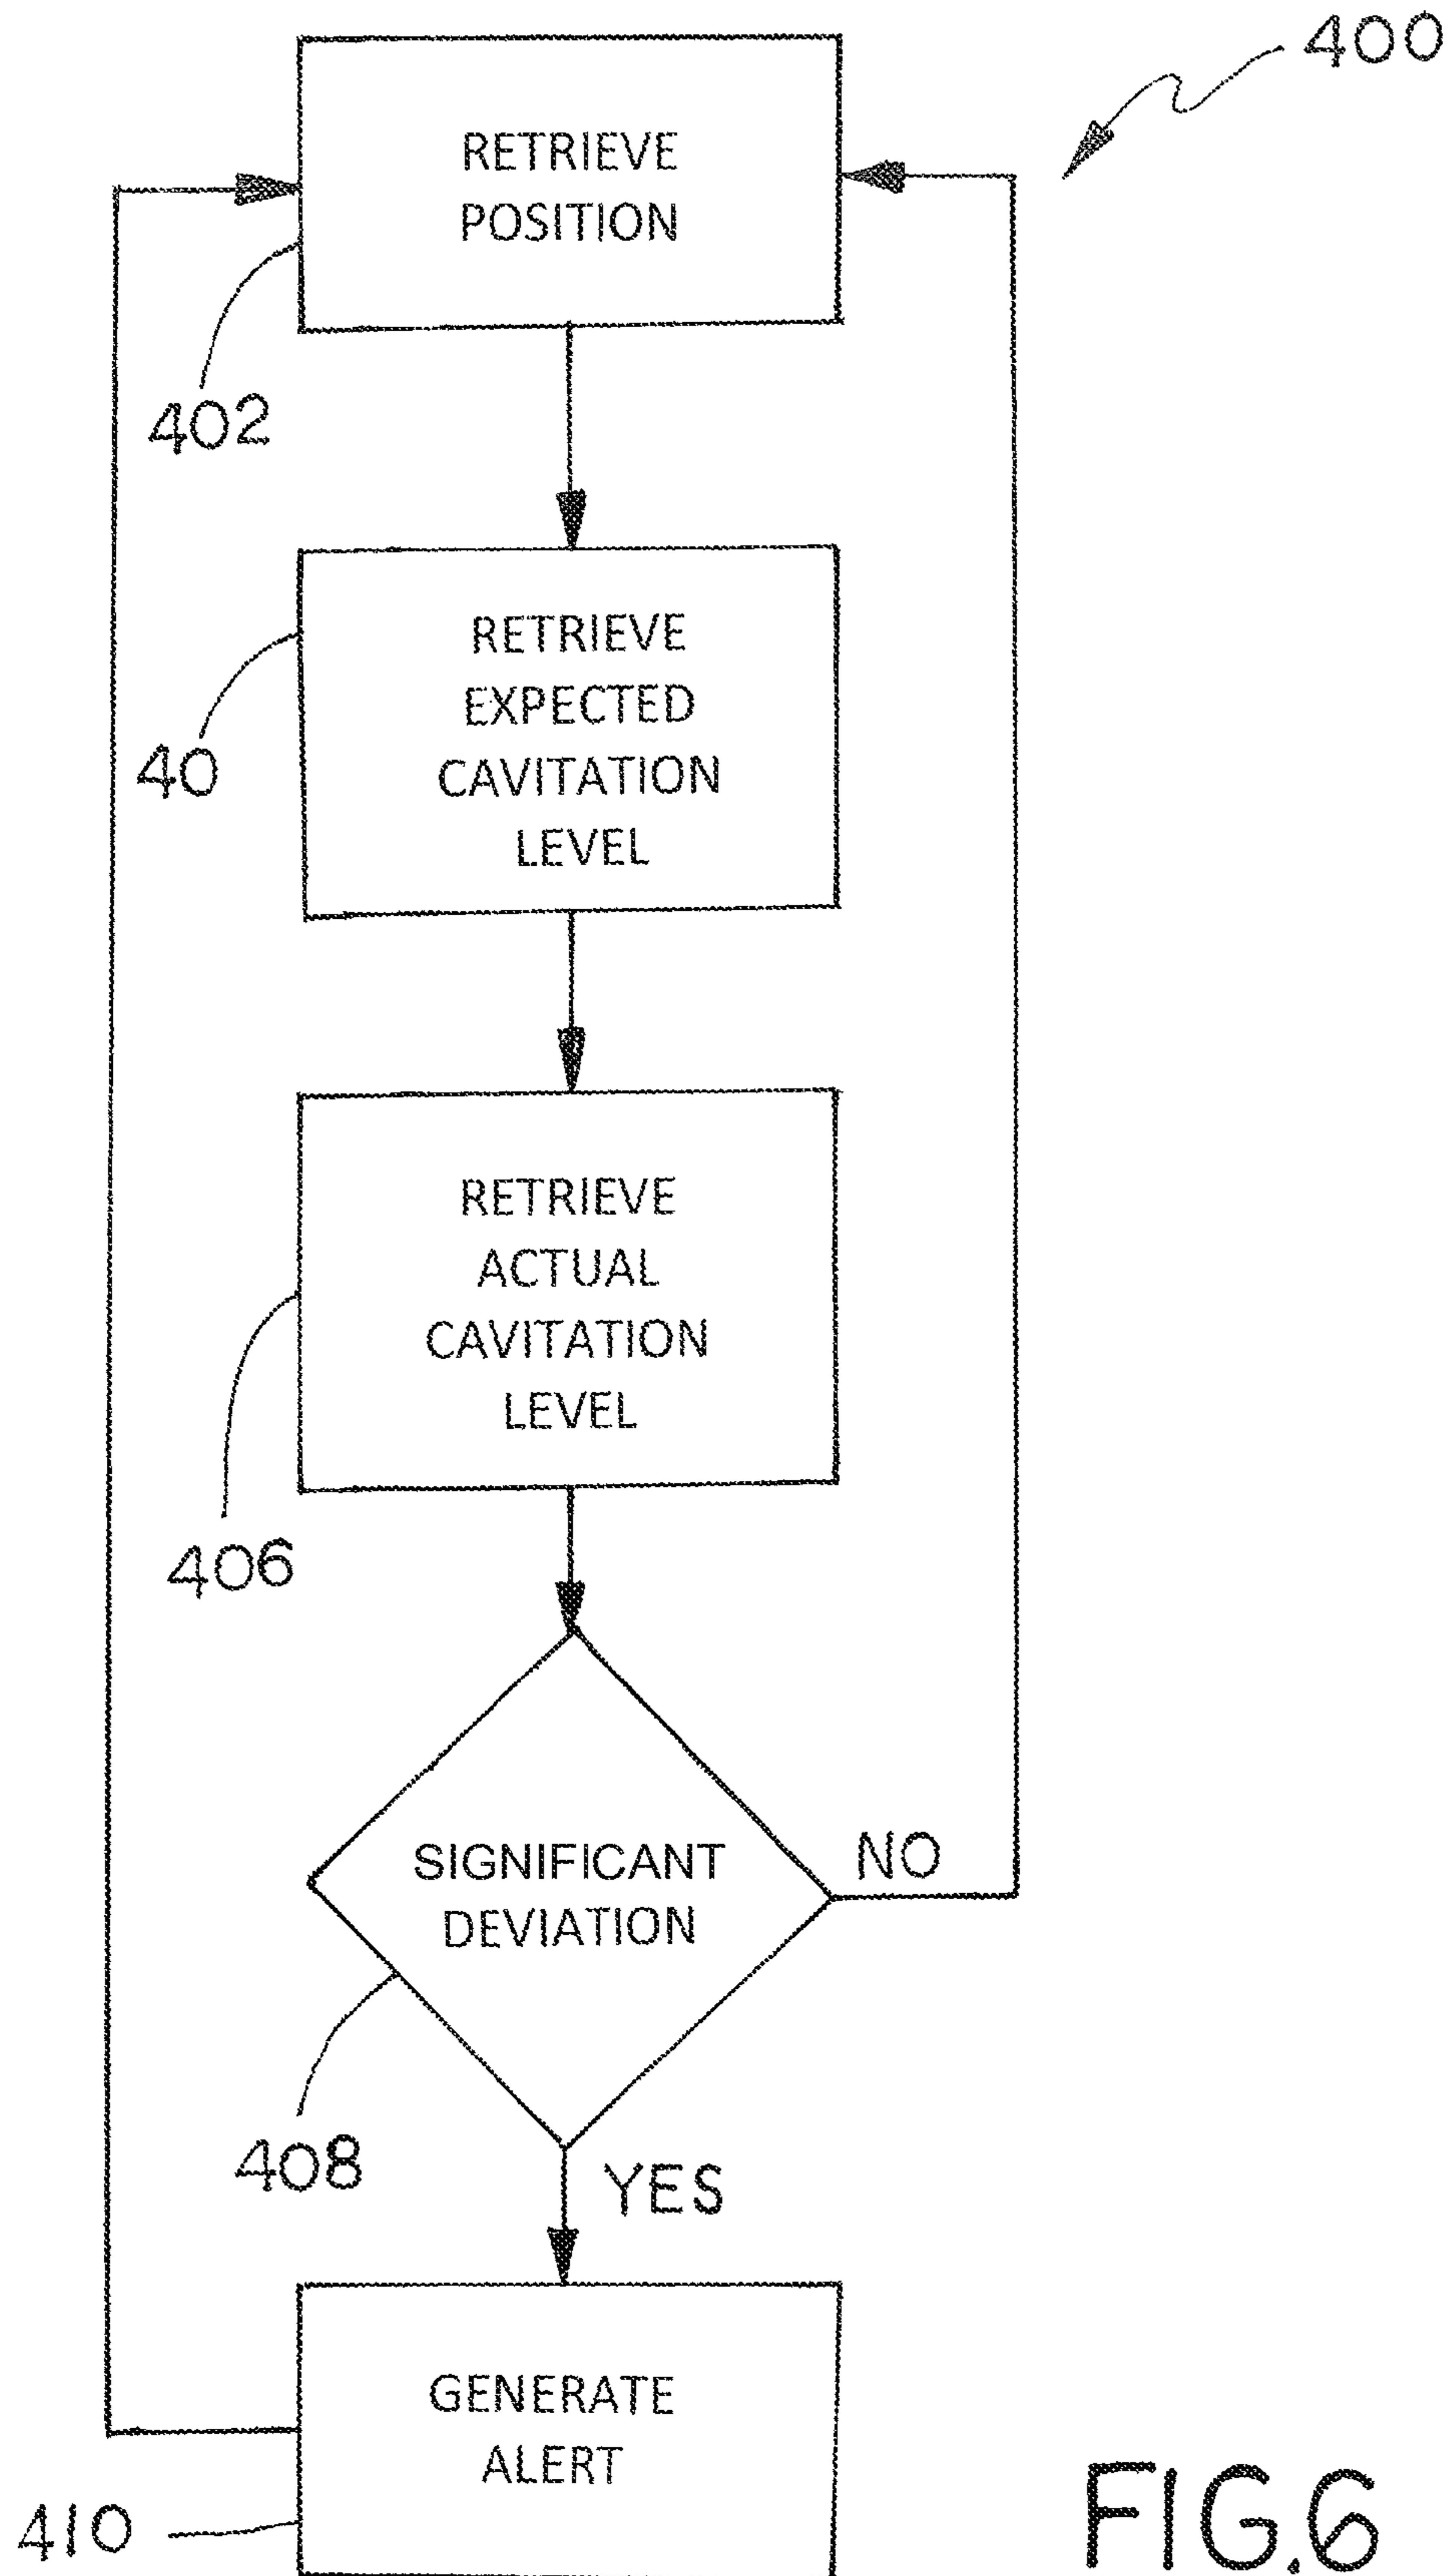 400
RETRIEVE
POSITION
402
RETRIEVE
EXPECTED
CAVITATION
LEVEL
40
RETRIEVE
ACTUAL
CAVITATION
LEVEL
406
SIGNIFICANT
DEVIATION
NO
408
YES
GENERATE
ALERT
410
FIG.6